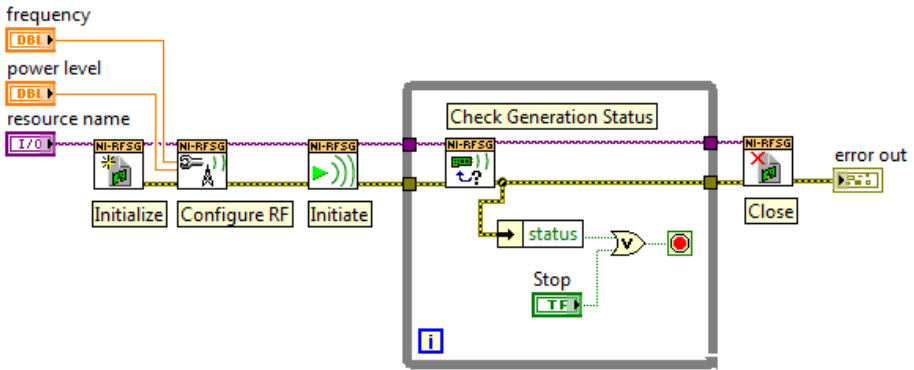 frequency
DBL
power level
DBL
resource name
I/O
NI-RFSG
Initialize
NI-RFSG
Configure RF
NI-RFSG
Initiate
Check Generation Status
NI-RFSG
?
status
V
Stop
TF
i
NI-RFSG
Close
error out